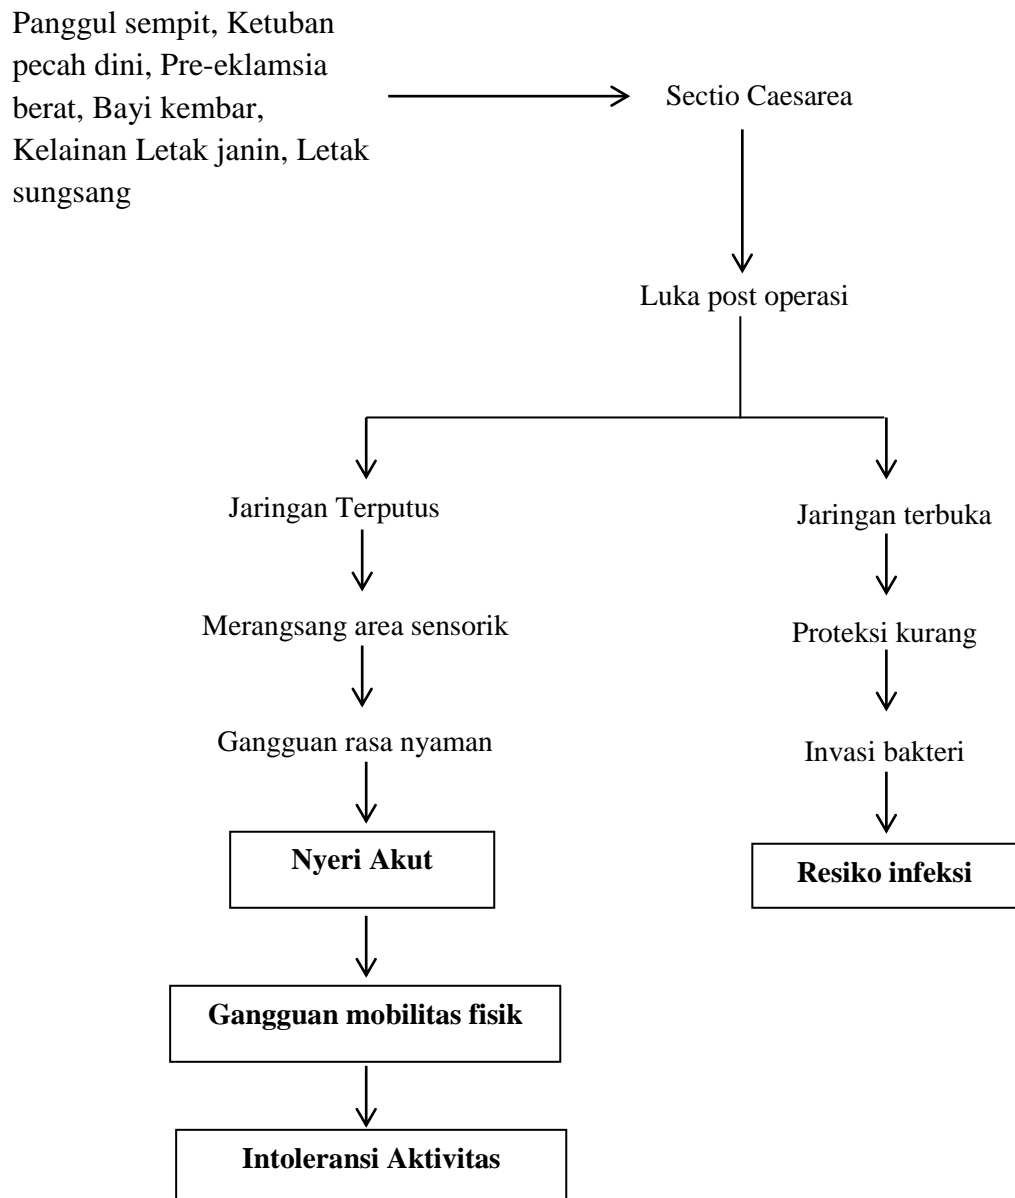 Panggul sempit, Ketuban
pecah dini, Pre-eklamsia
berat, Bayi kembar,
Kelainan Letak janin, Letak
sungsang
Sectio Caesarea
Luka post operasi
Jaringan Terputus
Jaringan terbuka
Merangsang area sensorik
Proteksi kurang
Gangguan rasa nyaman
Invasi bakteri
Nyeri Akut
Resiko infeksi
Gangguan mobilitas fisik
Intoleransi Aktivitas